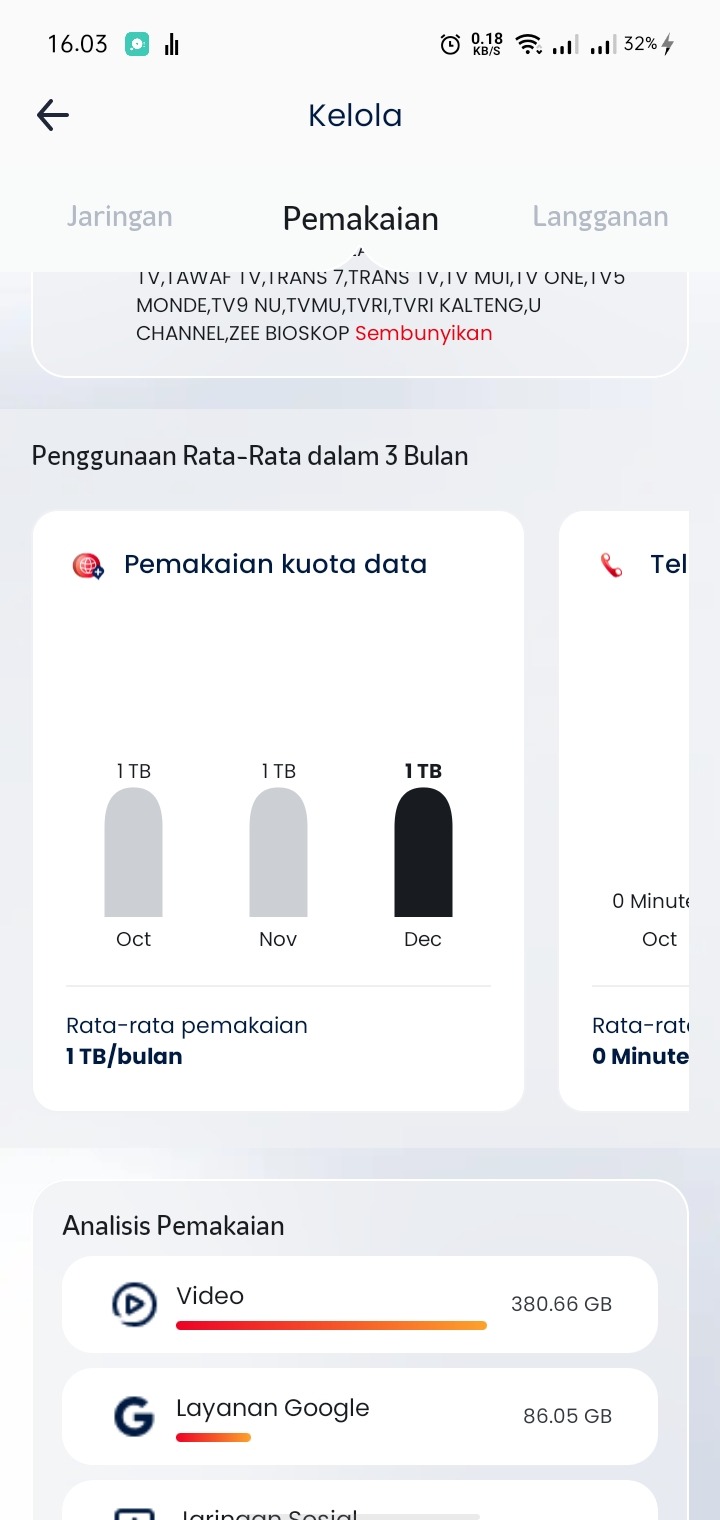 16.03
0.18
KB/S
32%
Kelola
Jaringan
Pemakaian
Langganan
TV,TAWAF TV,TRANS 7,TRANS TV,TV MUI,TV ONE,TV5
MONDE,TV9 NU,TVMU,TVRI,TVRI KALTENG,U
CHANNEL,ZEE BIOSKOP Sembunyikan
Penggunaan Rata-Rata dalam 3 Bulan
Pemakaian kuota data
Tel
1 TB
1 TB
1 TB
0 Minute
Oct
Nov
Dec
Oct
Rata-rata pemakaian
1 TB/bulan
Rata-rata
0 Minute
Analisis Pemakaian
Video
380.66 GB
Layanan Google
86.05 GB
Jaringan Sosial